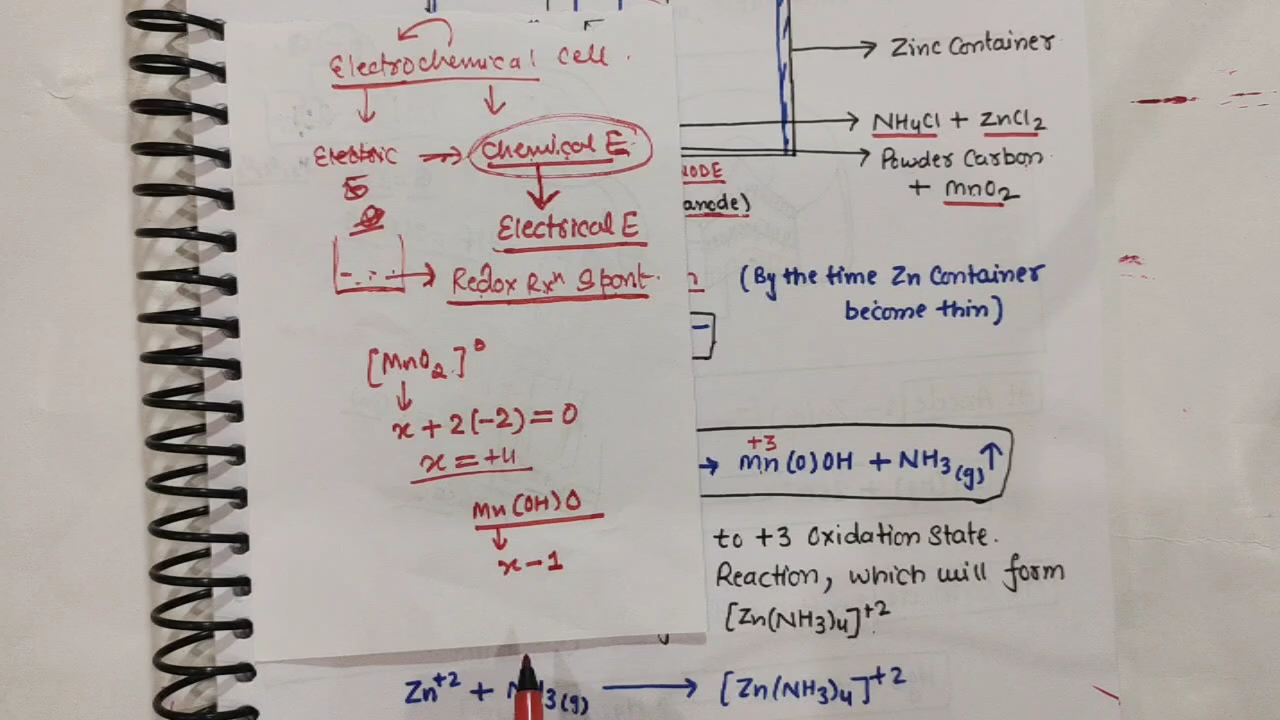 Electrochemical cell.
Electric → Chemical E.
E
Electrical E
Redox Rxn Spont.
[MnO2]0
x + 2(-2) = 0
x = +4
Mn(OH)O
x - 1
Zinc Container
NH4Cl + ZnCl2
Powder Carbon
+ MnO2
ODE
anode)
(By the time Zn Container
become thin)
+3
→ Mn(O)OH + NH3(g)↑
to +3 Oxidation State.
Reaction, which will form
[Zn(NH3)4]+2
Zn+2 + NH3(g) → [Zn(NH3)4]+2